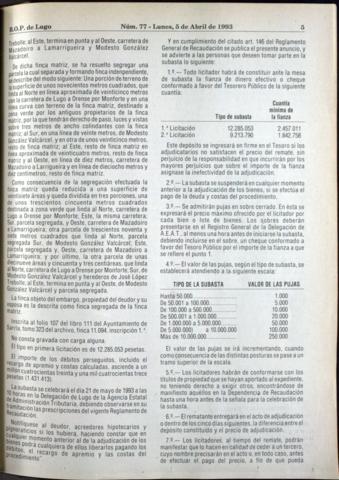 B.O.P. de Lugo
Núm. 77 - Lunes, 5 de Abril de 1993
5
Tuboife; al Este, termina en punta y al Oeste, carretera de
Mazadoiro a Lamarrigueira y Modesto González
Valcárcel.
De dicha finca matriz, se ha resuelto segregar una
parcela la cual separada y formando finca independiente,
se describe del modo siguiente: Una porción de terreno de
la superficie de unos novecientos metros cuadrados, que
linda al Norte en línea aproximada de veintinueve metros
con la carretera de Lugo a Orense por Monforte y en una
línea curva con terreno de la finca matriz, destinado a
zona verde por los antiguos propietarios de la finca
matriz, por la que tendrán derecho de paso, luces y vistas
sobre tres metros de ancho colindantes con la finca
matriz; al Sur, en una línea de veinte metros, de Modesto
González Valcárcel, y en otra de unos veinticinco metros,
resto de finca matriz; al Este, resto de finca matriz en
línea aproximada de veinticuatro metros, resto de finca
matriz y al Oeste, en línea de diez metros, carretera de
Mazadoiro a Lamarrigueira y en línea de dieciocho metros y
diez centímetros, resto de finca matriz.
Como consecuencia de la segregación efectuada la
finca matriz queda reducida a una superficie de
diecinueve áreas y queda dividida en tres porciones, una
de unos trescientos cincuenta metros cuadrados
destinada a zona verde que linda al Norte, carretera de
Lugo a Orense por Monforte, Este, la misma carretera;
Sur, parcela segregada, y Oeste, carretera de Mazadoiro
a Lamarrigueira; otra parcela de trescientos noventa y
siete metros cuadrados que linda al Norte, parcela
segregada Sur, de Modesto González Valcárcel; Este,
parcela segregada, y Oeste, carretera de Mazadoiro a
Lamarrigueira; y por último, la otra parcela de unas
diecinueve áreas y cincuenta y tres centiáreas, que linda
al Norte, carretera de Lugo a Orense por Monforte; Sur, de
Modesto González Valcárcel y herederos de José López
Tuboife; al Este, termina en punta y al Oeste, de Modesto
González Valcárcel y parcela segregada.
La finca objeto del embargo, propiedad del deudor y su
esposa es la descrita como finca segregada de la finca
matriz.
Inscrita al folio 107 del libro 111 del Ayuntamiento de
Sarria, tomo 323 del archivo, finca 11.094, inscripción 1.ª.
No consta gravada con carga alguna.
El tipo en primera licitación es de 12.285.053 pesetas.
El importe de los débitos perseguidos, incluido el
recargo de apremio y costas calculadas, asciende a un
millón cuatrocientas treinta y una mil cuatrocientas trece
pesetas (1.431.413).
La subasta se celebrará el día 21 de mayo de 1993 a las
10 horas en la Delegación de Lugo de la Agencia Estatal
de Administración Tributaria, debiendo observarse en su
tramitación las prescripciones del vigente Reglamento de
Recaudación.
Notifíquese al deudor, acreedores hipotecarios y
pignoraticios si los hubiera, haciendo constar que en
cualquier momento anterior al de la adjudicación de los
bienes podrá cualquiera de ellos liberarlos pagando los
débitos, el recargo de apremio y las costas del
procedimiento".
Y en cumplimiento del citado art. 146 del Reglamento
General de Recaudación se publica el presente anuncio, y
se advierte a las personas que deseen tomar parte en la
subasta lo siguiente:
1.º — Todo licitador habrá de constituir ante la mesa
de subasta la fianza de dinero efectivo o cheque
conformado a favor del Tesoro Público de la siguiente
cuantía:
Cuantía
mínima de
Tipo de subasta la fianza
1.ª Licitación 12.285.053 2.457.011
2.ª Licitación 9.213.790 1.842.758
Este depósito se ingresará en firme en el Tesoro si los
adjudicatarios no satisfacen el precio del remate, sin
perjuicio de la responsabilidad en que incurrirán por los
mayores perjuicios que sobre el importe de la fianza
asignase la inefectividad de la adjudicación.
2.º — La subasta se suspenderá en cualquier momento
anterior a la adjudicación de los bienes, si se efectúa el
pago de la deuda y costas del procedimiento.
3.º — Se admitirán pujas en sobre cerrado. En ésta se
expresará el precio máximo ofrecido por el licitador por
cada bien o lote de bienes. Los sobres deberán
presentarse en el Registro General de la Delegación de
A.E.A.T., al menos una hora antes de iniciarse la subasta,
debiendo incluirse en el sobre, un cheque conformado a
favor del Tesoro Público por el importe de la fianza a que
se refiere el punto 1.
4.º — El valor de las pujas, según el tipo de subasta, se
establecerá atendiendo a la siguiente escala:
TIPO DE LA SUBASTA VALOR DE LAS PUJAS
Hasta 50.000 1.000
De 50.001 a 100.000 5.000
De 100.000 a 500.000 10.000
De 500.001 a 1.000.000 20.000
De 1.000.000 a 5.000.000 50.000
De 5.000.000 a 10.000.000 100.000
Más de 10.000.000 250.000
El valor de las pujas se irá incrementando, cuando
como consecuencia de las distintas posturas se pase a un
tramo superior de la escala.
5.º — Los licitadores habrán de conformarse con los
títulos de propiedad que se hayan aportado al expediente,
no teniendo derecho a exigir otros, encontrándose de
manifiesto aquéllos en la Dependencia de Recaudación
hasta una hora antes de la señalada para la celebración de
la subasta.
6.º — El rematante entregará en el acto de adjudicación
o dentro de los cinco días siguientes, la diferencia entre el
depósito constituido y el precio de adjudicación.
7.º — Los licitadores, al tiempo del remate, podrán
manifestar que lo hacen en calidad de ceder a un tercero,
cuyo nombre precisarán en el acto o, en todo caso, antes
de efectuar el pago del precio, a fin de que pueda